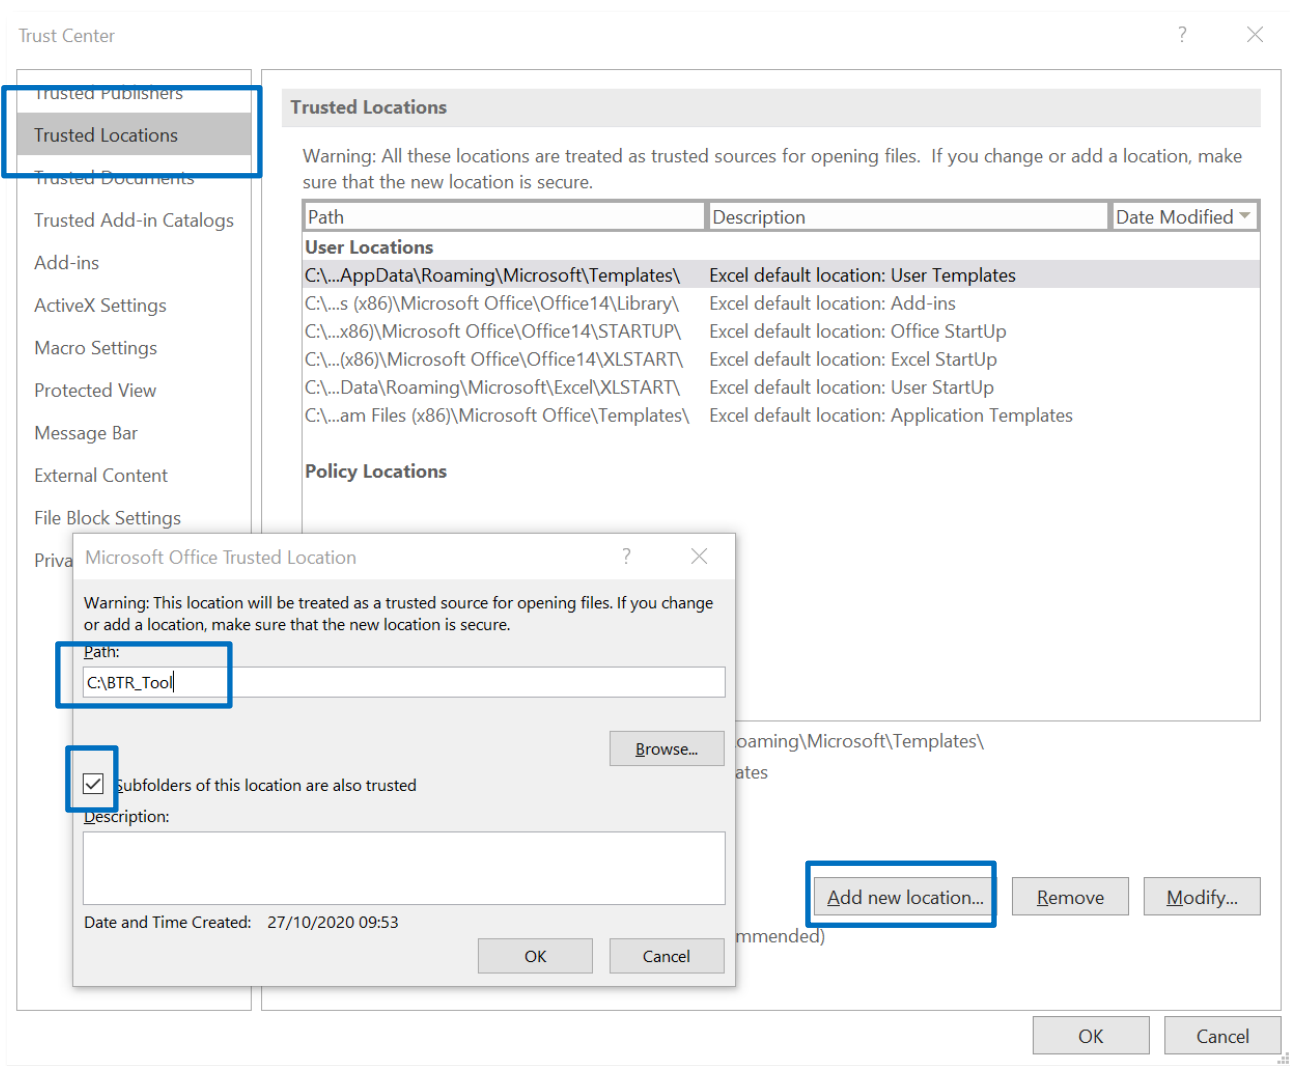 Trust Center
?
Trusted Publishers
Trusted Locations
Trusted Documents
Trusted Add-in Catalogs
Add-ins
ActiveX Settings
Macro Settings
Protected View
Message Bar
External Content
File Block Settings
Priva
Trusted Locations
Warning: All these locations are treated as trusted sources for opening files.  If you change or add a location, make
sure that the new location is secure.
Path Description Date Modified
User Locations
C:\...AppData\Roaming\Microsoft\Templates\ Excel default location: User Templates
C:\...s (x86)\Microsoft Office\Office14\Library\ Excel default location: Add-ins
C:\...x86)\Microsoft Office\Office14\STARTUP\ Excel default location: Office StartUp
C:\...(x86)\Microsoft Office\Office14\XLSTART\ Excel default location: Excel StartUp
C:\...Data\Roaming\Microsoft\Excel\XLSTART\ Excel default location: User StartUp
C:\...am Files (x86)\Microsoft Office\Templates\ Excel default location: Application Templates
Policy Locations
Microsoft Office Trusted Location
?
Warning: This location will be treated as a trusted source for opening files. If you change
or add a location, make sure that the new location is secure.
Path:
C:\BTR_Tool
Browse...
Subfolders of this location are also trusted
Description:
Date and Time Created: 27/10/2020 09:53
OK Cancel
oaming\Microsoft\Templates\
ates
Add new location... Remove Modify...
mmended)
OK Cancel